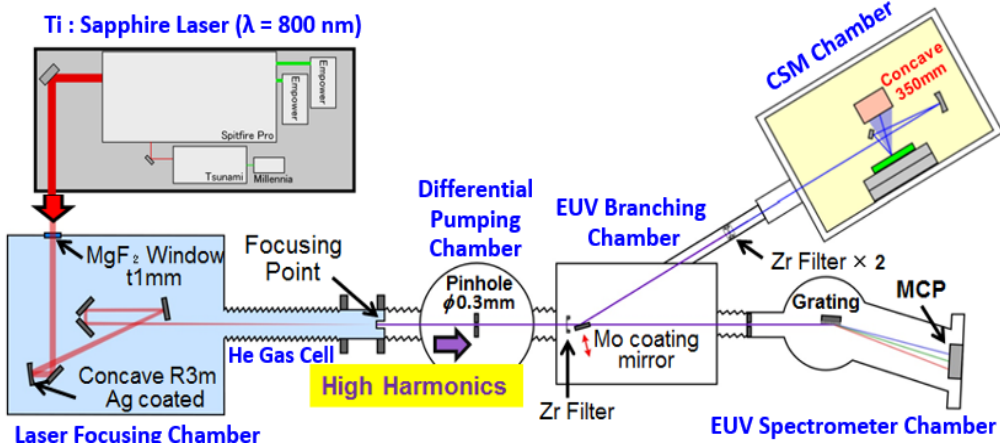 Ti : Sapphire Laser (λ = 800 nm)
Empower
Empower
Spitfire Pro
Tsunami
Millennia
CSM Chamber
Concave
350mm
Differential
Pumping
Chamber
EUV Branching
Chamber
MgF₂ Window
t1mm
Focusing
Point
Pinhole
ϕ0.3mm
Zr Filter × 2
Grating
MCP
He Gas Cell
Mo coating
mirror
Concave R3m
Ag coated
High Harmonics
Zr Filter
Laser Focusing Chamber
EUV Spectrometer Chamber